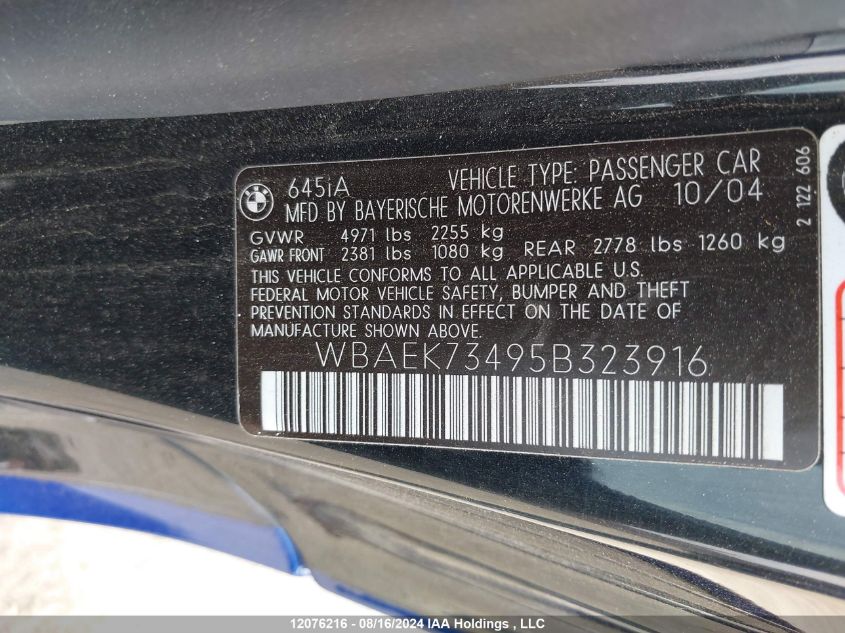 645iA VEHICLE TYPE: PASSENGER CAR
MFD BY BAYERISCHE MOTORENWERKE AG 10/04
GVWR 4971 lbs 2255 kg
GAWR FRONT 2381 lbs 1080 kg REAR 2778 lbs 1260 kg
THIS VEHICLE CONFORMS TO ALL APPLICABLE U.S.
FEDERAL MOTOR VEHICLE SAFETY, BUMPER AND THEFT
PREVENTION STANDARDS IN EFFECT ON THE DATE OF
MANUFACTURE SHOWN ABOVE.
WBAEK73495B323916
2 122 606
12076216 - 08/16/2024 IAA Holdings , LLC